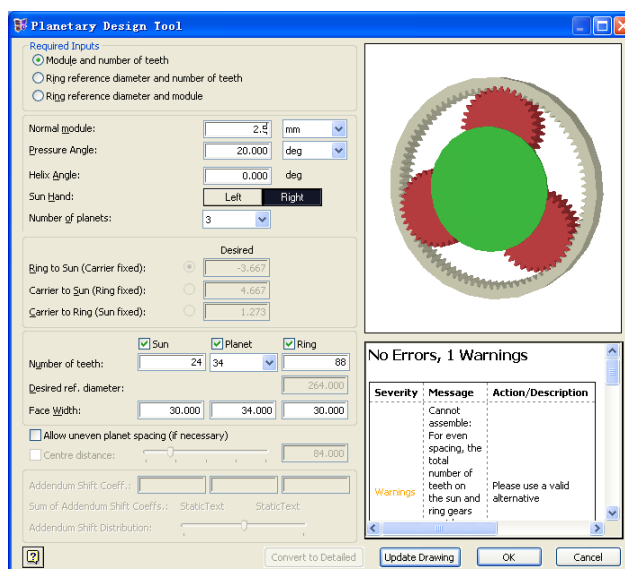 Planetary Design Tool
Required Inputs
Module and number of teeth
Ring reference diameter and number of teeth
Ring reference diameter and module
Normal module: 2.5 mm
Pressure Angle: 20.000 deg
Helix Angle: 0.000 deg
Sun Hand: Left Right
Number of planets: 3
Desired
Ring to Sun (Carrier fixed): -3.667
Carrier to Sun (Ring fixed): 4.667
Carrier to Ring (Sun fixed): 1.273
Sun Planet Ring
Number of teeth: 24 34 88
Desired ref. diameter: 264.000
Face Width: 30.000 34.000 30.000
Allow uneven planet spacing (if necessary)
Centre distance: 84.000
Addendum Shift Coeff.:
Sum of Addendum Shift Coeffs.: StaticText StaticText
Addendum Shift Distribution:
No Errors, 1 Warnings
Severity Message Action/Description
Cannot
assemble:
For even
spacing, the
total
number of
teeth on
Warnings the sun and Please use a valid alternative
ring gears
Convert to Detailed Update Drawing OK Cancel